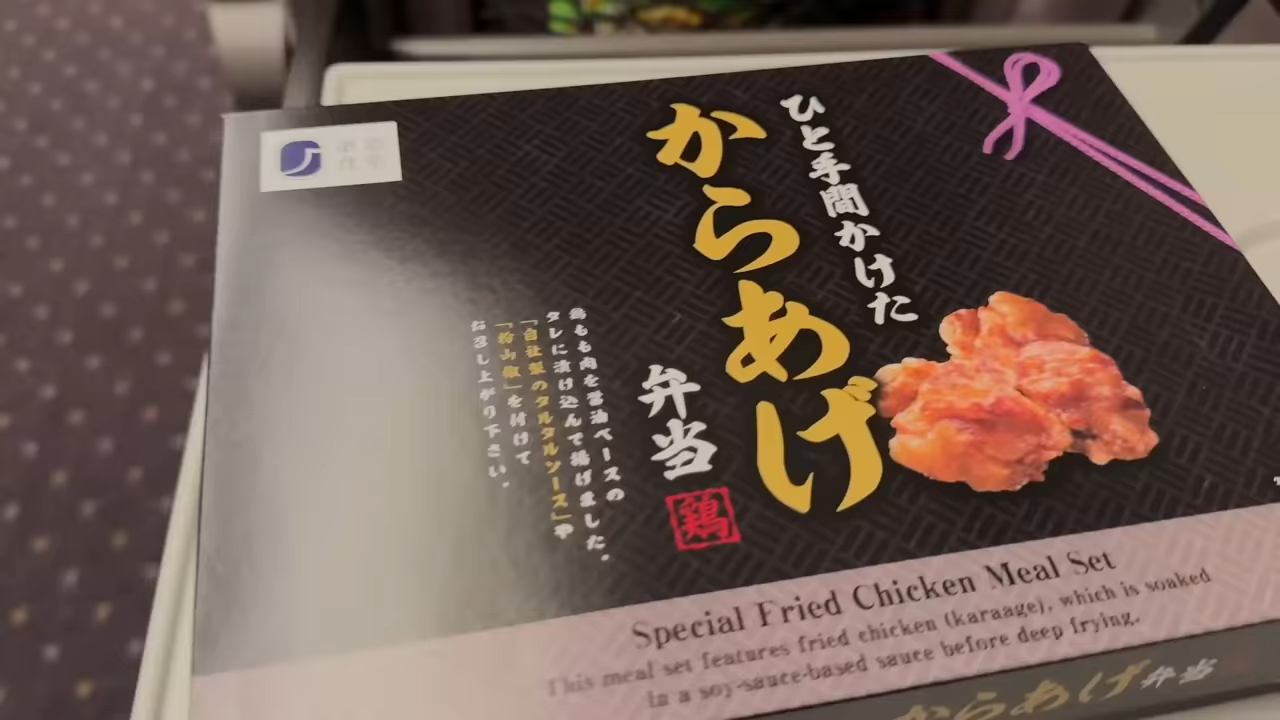 ひと手間かけた
からあげ
弁当
鶏
鶏もも肉を醤油ベースの
タレに漬け込んで揚げました。
「自社製のタルタルソース」や
「粉山椒」を付けて
お召し上がり下さい。
Special Fried Chicken Meal Set
This meal set features fried chicken (karaage), which is soaked
in a soy-sauce-based sauce before deep frying.
からあげ弁当